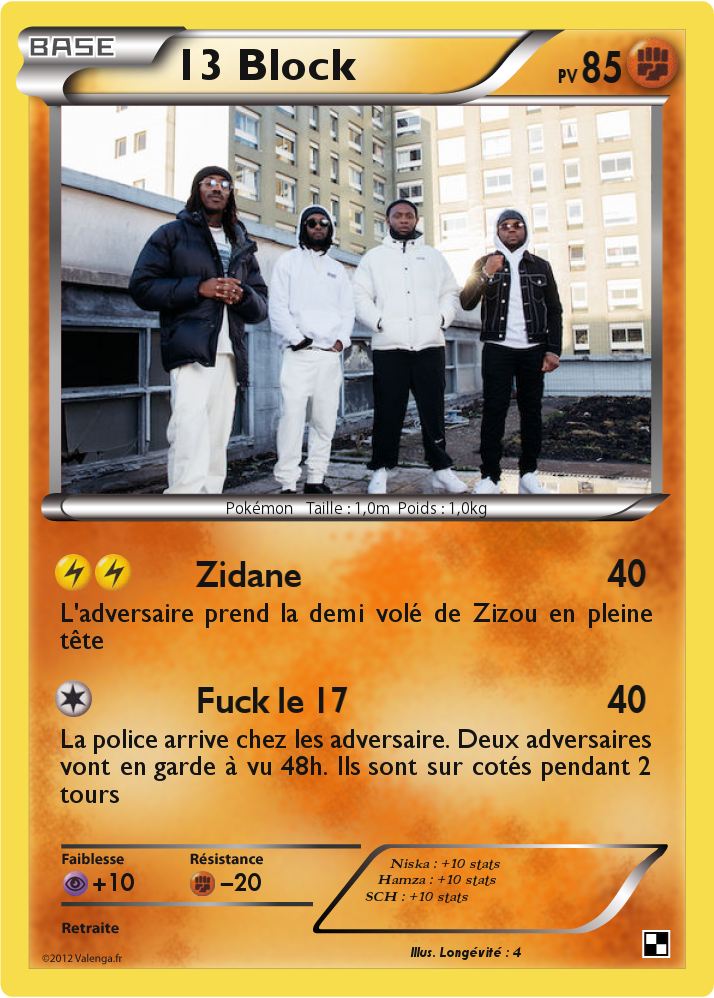 BASE
13 Block
PV 85
Pokémon Taille : 1,0m Poids : 1,0kg
Zidane 40
L'adversaire prend la demi volé de Zizou en pleine
tête
Fuck le 17 40
La police arrive chez les adversaire. Deux adversaires
vont en garde à vu 48h. Ils sont sur cotés pendant 2
tours
Faiblesse Résistance
+10 –20
Niska : +10 stats
Hamza : +10 stats
SCH : +10 stats
Retraite
Illus. Longévité : 4
©2012 Valenga.fr